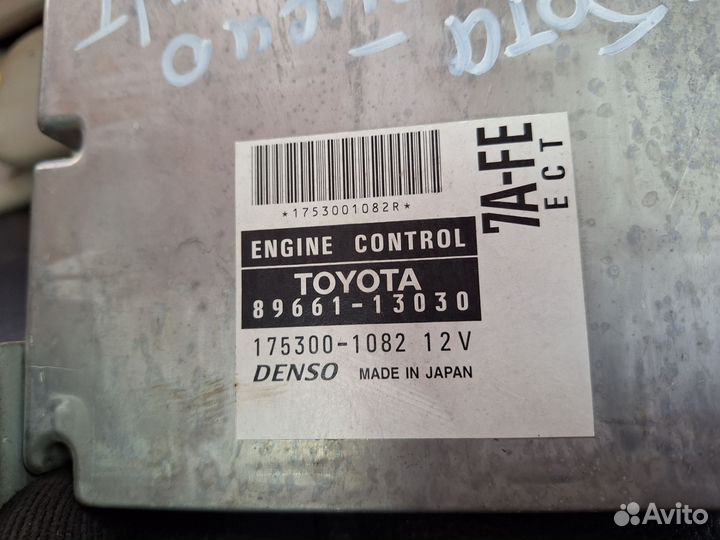 *1753001082R*
7A-FE
ECT
ENGINE CONTROL
TOYOTA
89661-13030
175300-1082 12V
DENSO MADE IN JAPAN
Avito